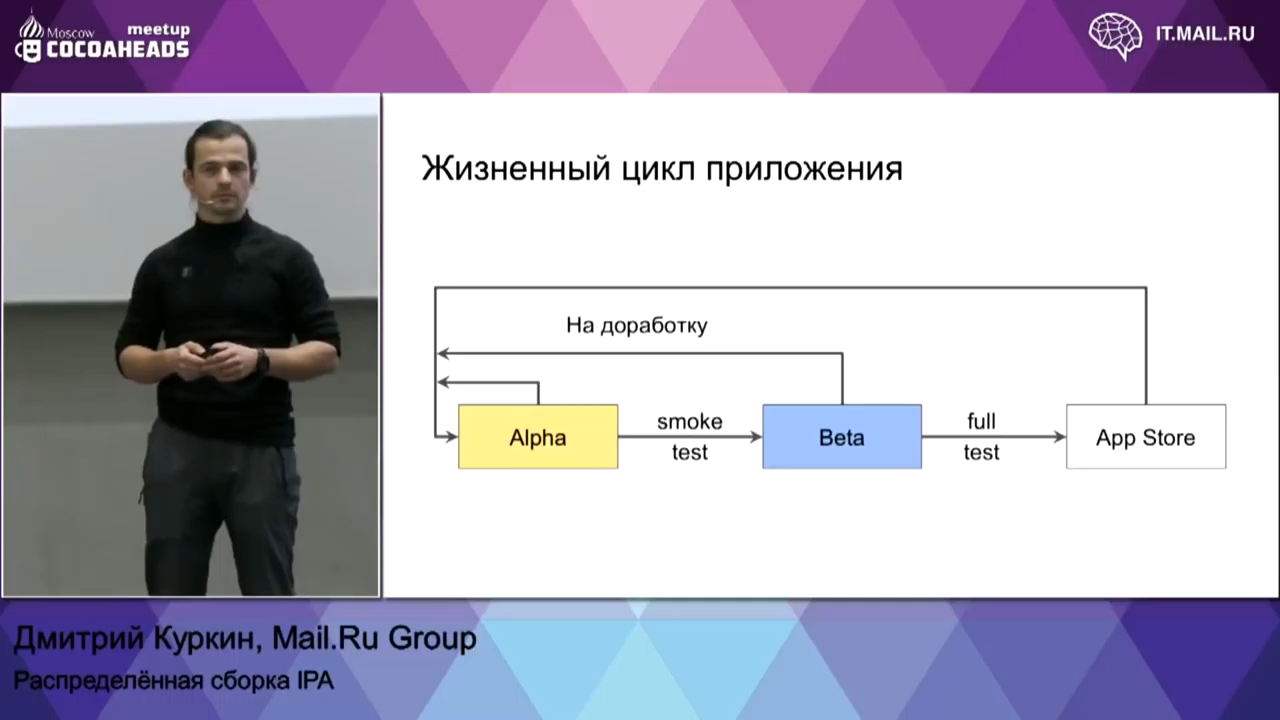 Moscow meetup
COCOAHEADS
IT.MAIL.RU
Жизненный цикл приложения
На доработку
Alpha
smoke
test
Beta
full
test
App Store
Дмитрий Куркин, Mail.Ru Group
Распределённая сборка IPA